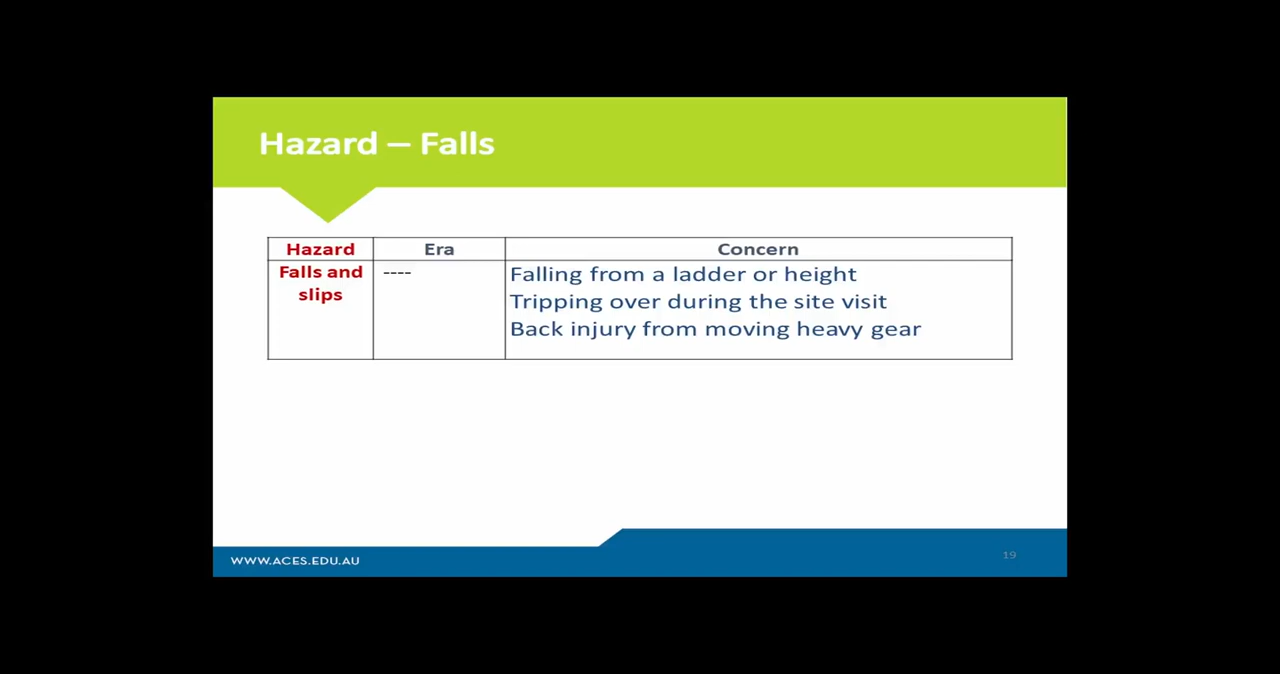 Hazard – Falls
Hazard Era Concern
Falls and slips
----
Falling from a ladder or height
Tripping over during the site visit
Back injury from moving heavy gear
WWW.ACES.EDU.AU
19